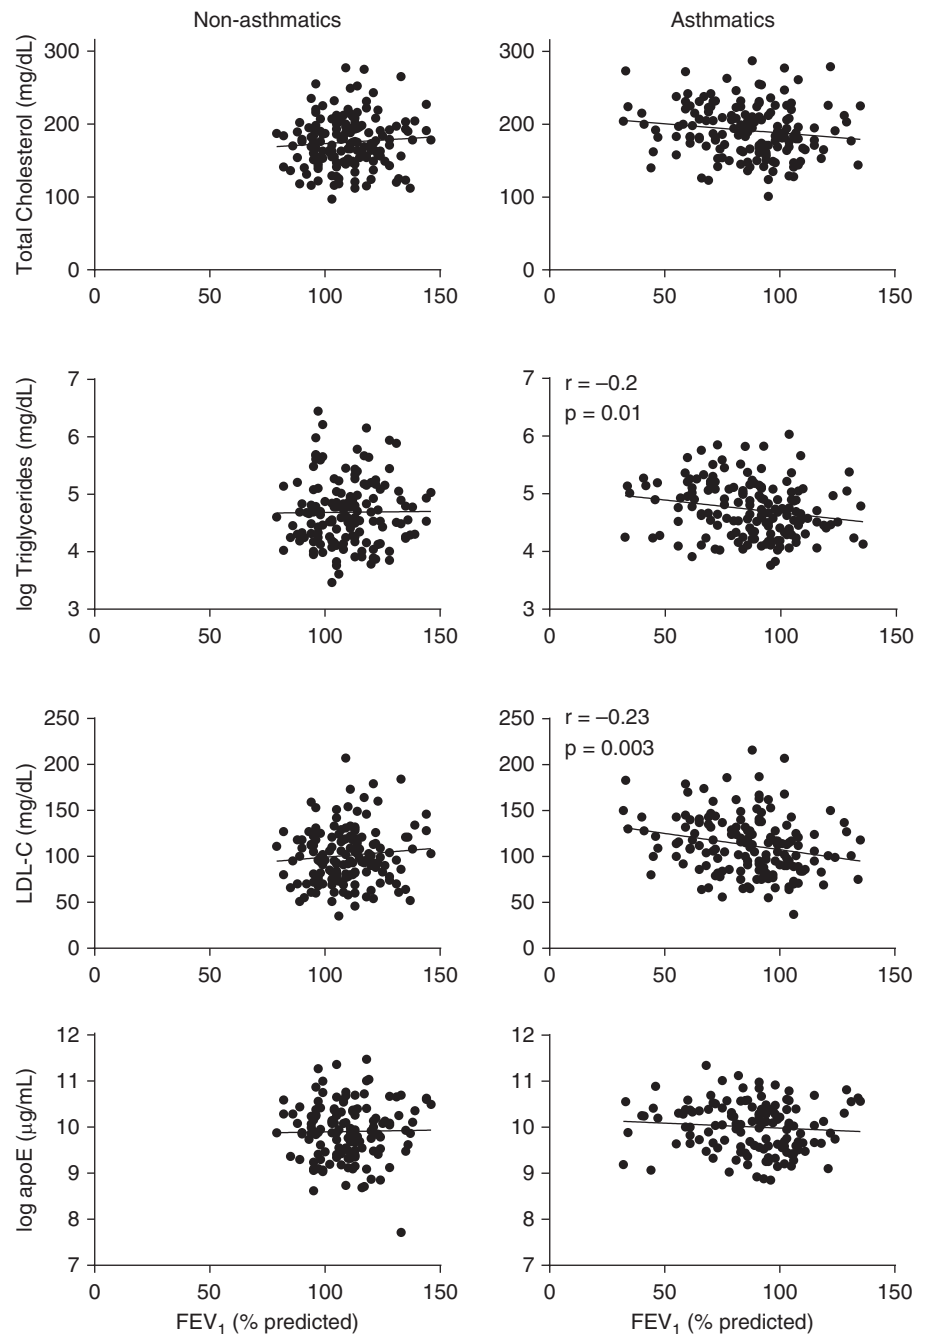 Non-asthmatics
Asthmatics
Total Cholesterol (mg/dL)
300
200
100
0
0 50 100 150
300
200
100
0
0 50 100 150
log Triglycerides (mg/dL)
7
6
5
4
3
0 50 100 150
r = –0.2
p = 0.01
7
6
5
4
3
0 50 100 150
LDL-C (mg/dL)
250
200
150
100
50
0
0 50 100 150
r = –0.23
p = 0.003
250
200
150
100
50
0
0 50 100 150
log apoE (µg/mL)
12
11
10
9
8
7
0 50 100 150
FEV1 (% predicted)
12
11
10
9
8
7
0 50 100 150
FEV1 (% predicted)